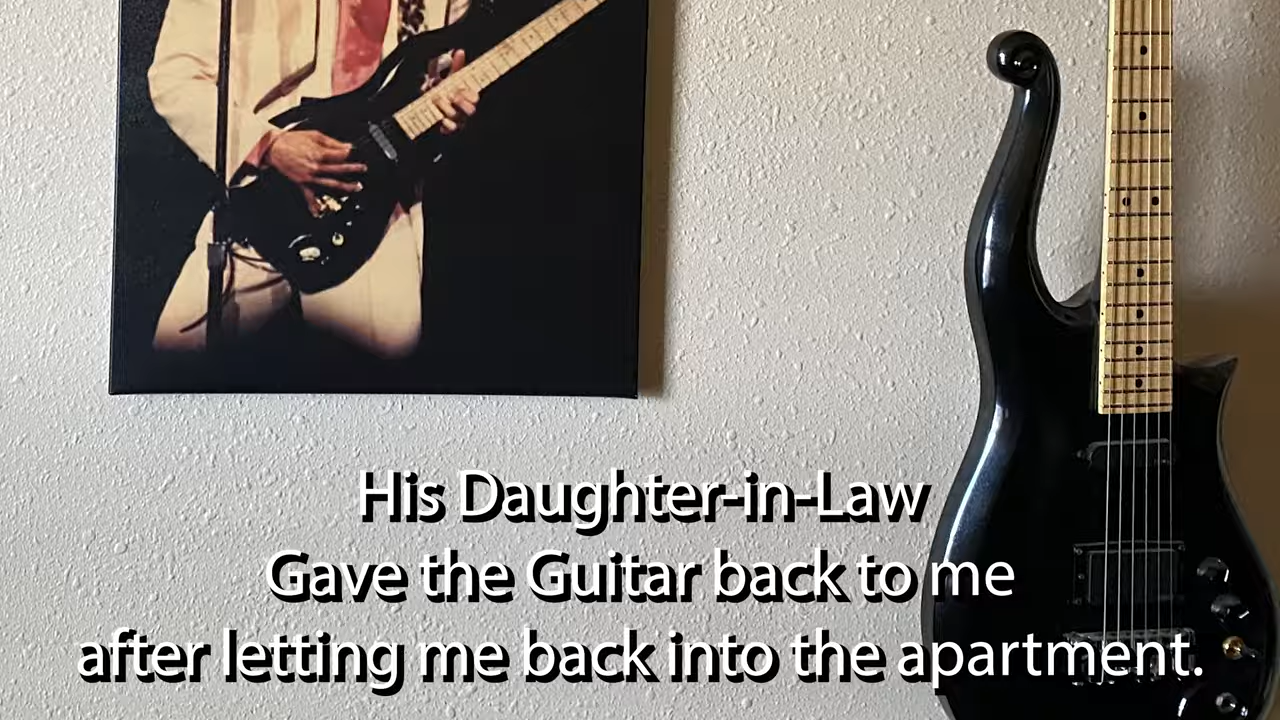 His Daughter-in-Law
Gave the Guitar back to me
after letting me back into the apartment.